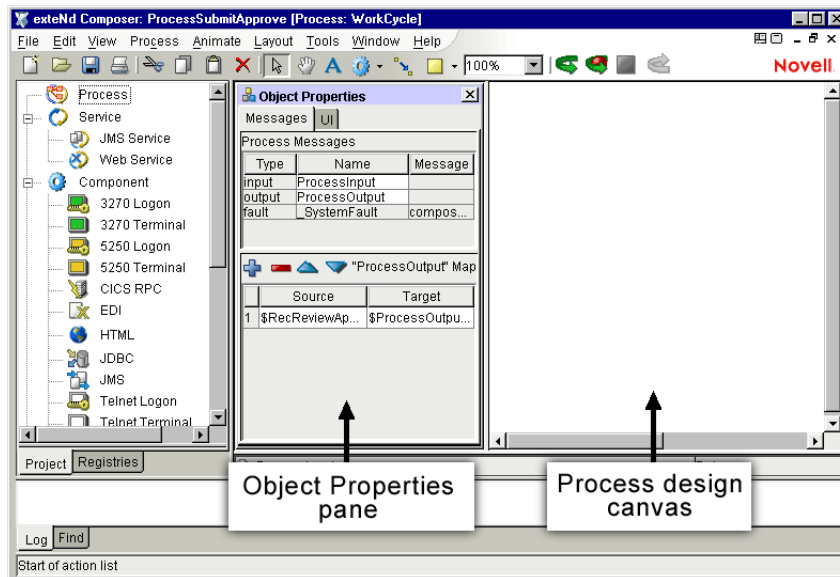 exteNd Composer: ProcessSubmitApprove [Process: WorkCycle]
File Edit View Process Animate Layout Tools Window Help
100%
Novell
Process
Service
JMS Service
Web Service
Component
3270 Logon
3270 Terminal
5250 Logon
5250 Terminal
CICS RPC
EDI
HTML
JDBC
JMS
Telnet Logon
Telnet Terminal
Project Registries
Object Properties
Messages UI
Process Messages
Type Name Message
input ProcessInput
output ProcessOutput
fault _SystemFault compos...
"ProcessOutput" Map
Source Target
1 $RecReviewAp... $ProcessOutpu...
Object Properties
pane
Process design
canvas
Log Find
Start of action list